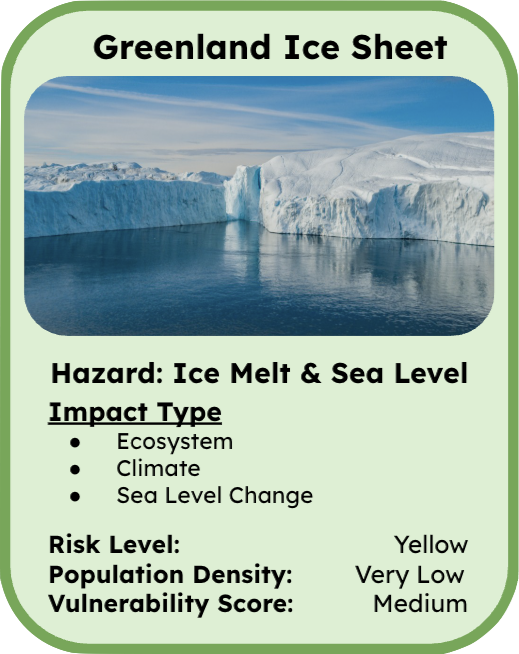 Greenland Ice Sheet
Hazard: Ice Melt & Sea Level
Impact Type
● Ecosystem
● Climate
● Sea Level Change
Risk Level: Yellow
Population Density: Very Low
Vulnerability Score: Medium